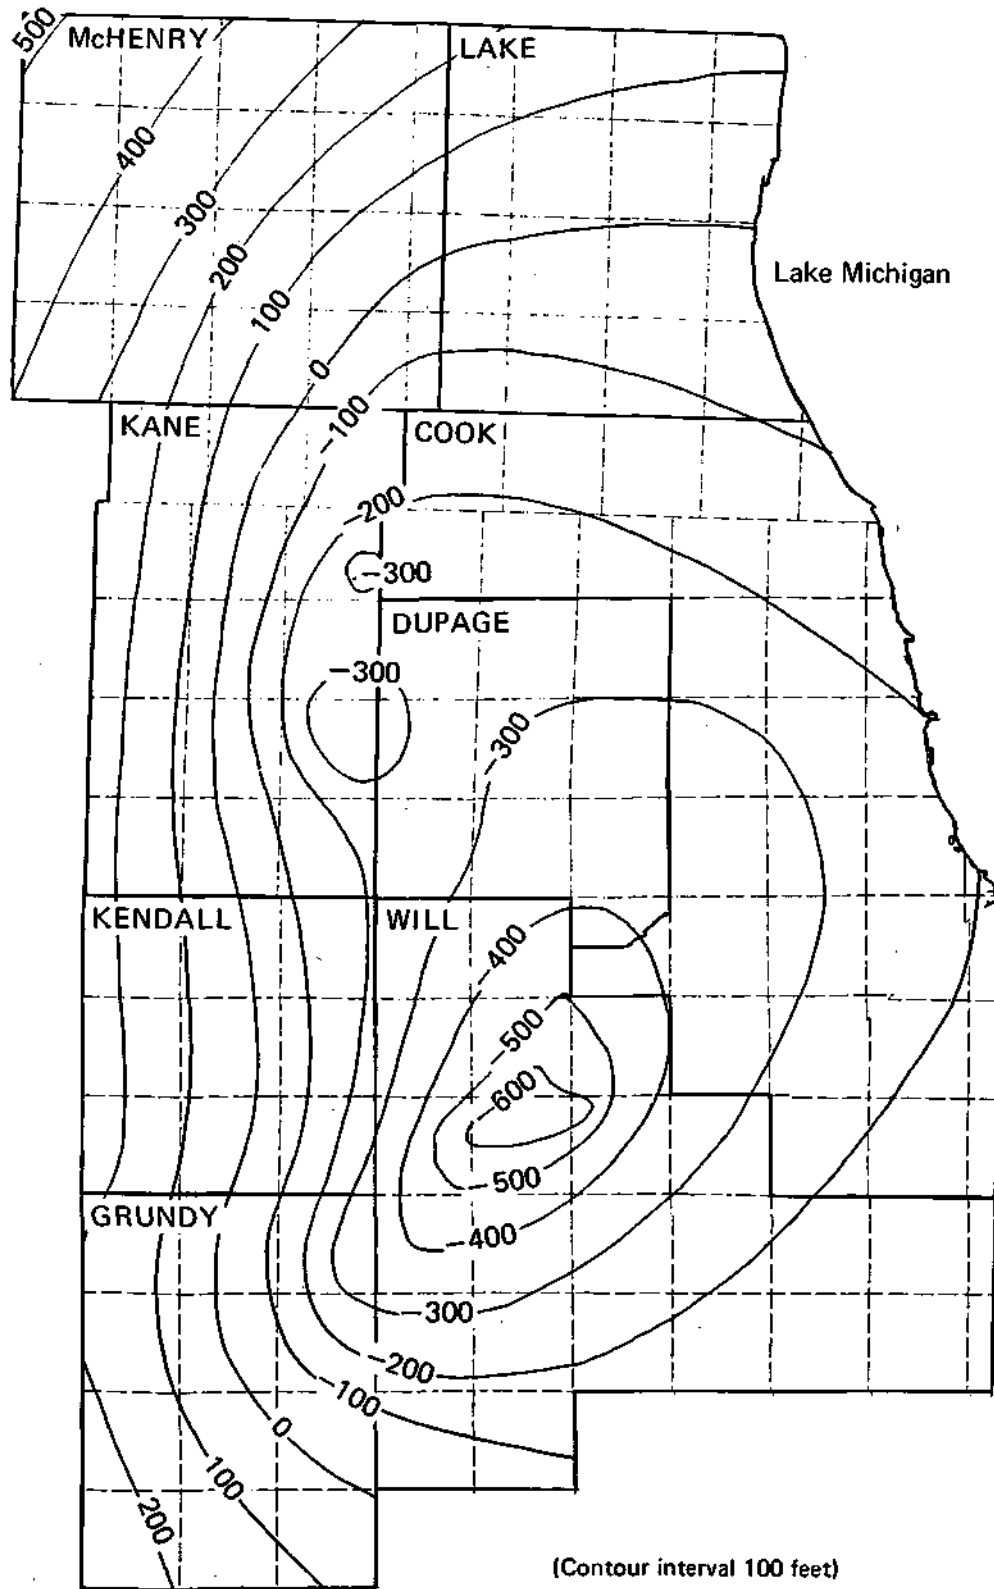 500
McHENRY
LAKE
400
300
200
100
Lake Michigan
0
-100
KANE
COOK
-200
-300
DUPAGE
-300
-300
KENDALL
WILL
-400
-500
-600
-500
GRUNDY
-400
-300
-200
-100
0
100
200
(Contour interval 100 feet)